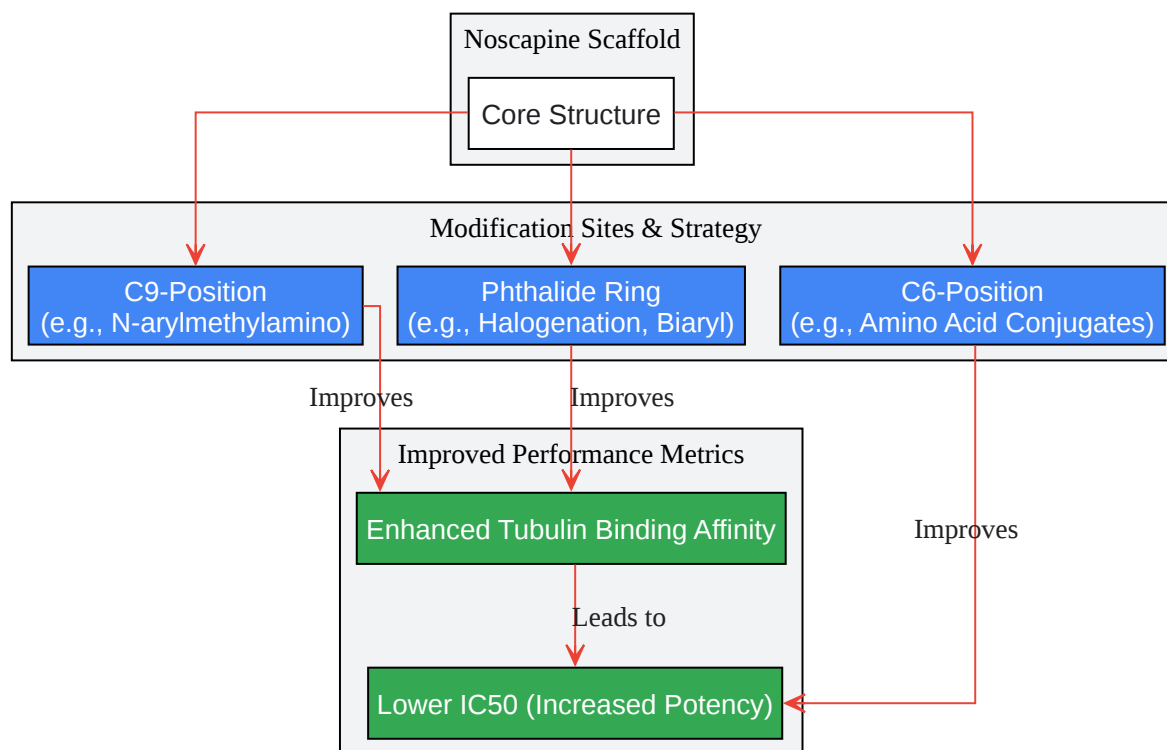 Noscapine Scaffold
Core Structure
Modification Sites & Strategy
C9-Position
(e.g., N-arylmethylamino)
Phthalide Ring
(e.g., Halogenation, Biaryl)
C6-Position
(e.g., Amino Acid Conjugates)
Improves
Improves
Improved Performance Metrics
Enhanced Tubulin Binding Affinity
Improves
Leads to
Lower IC50 (Increased Potency)